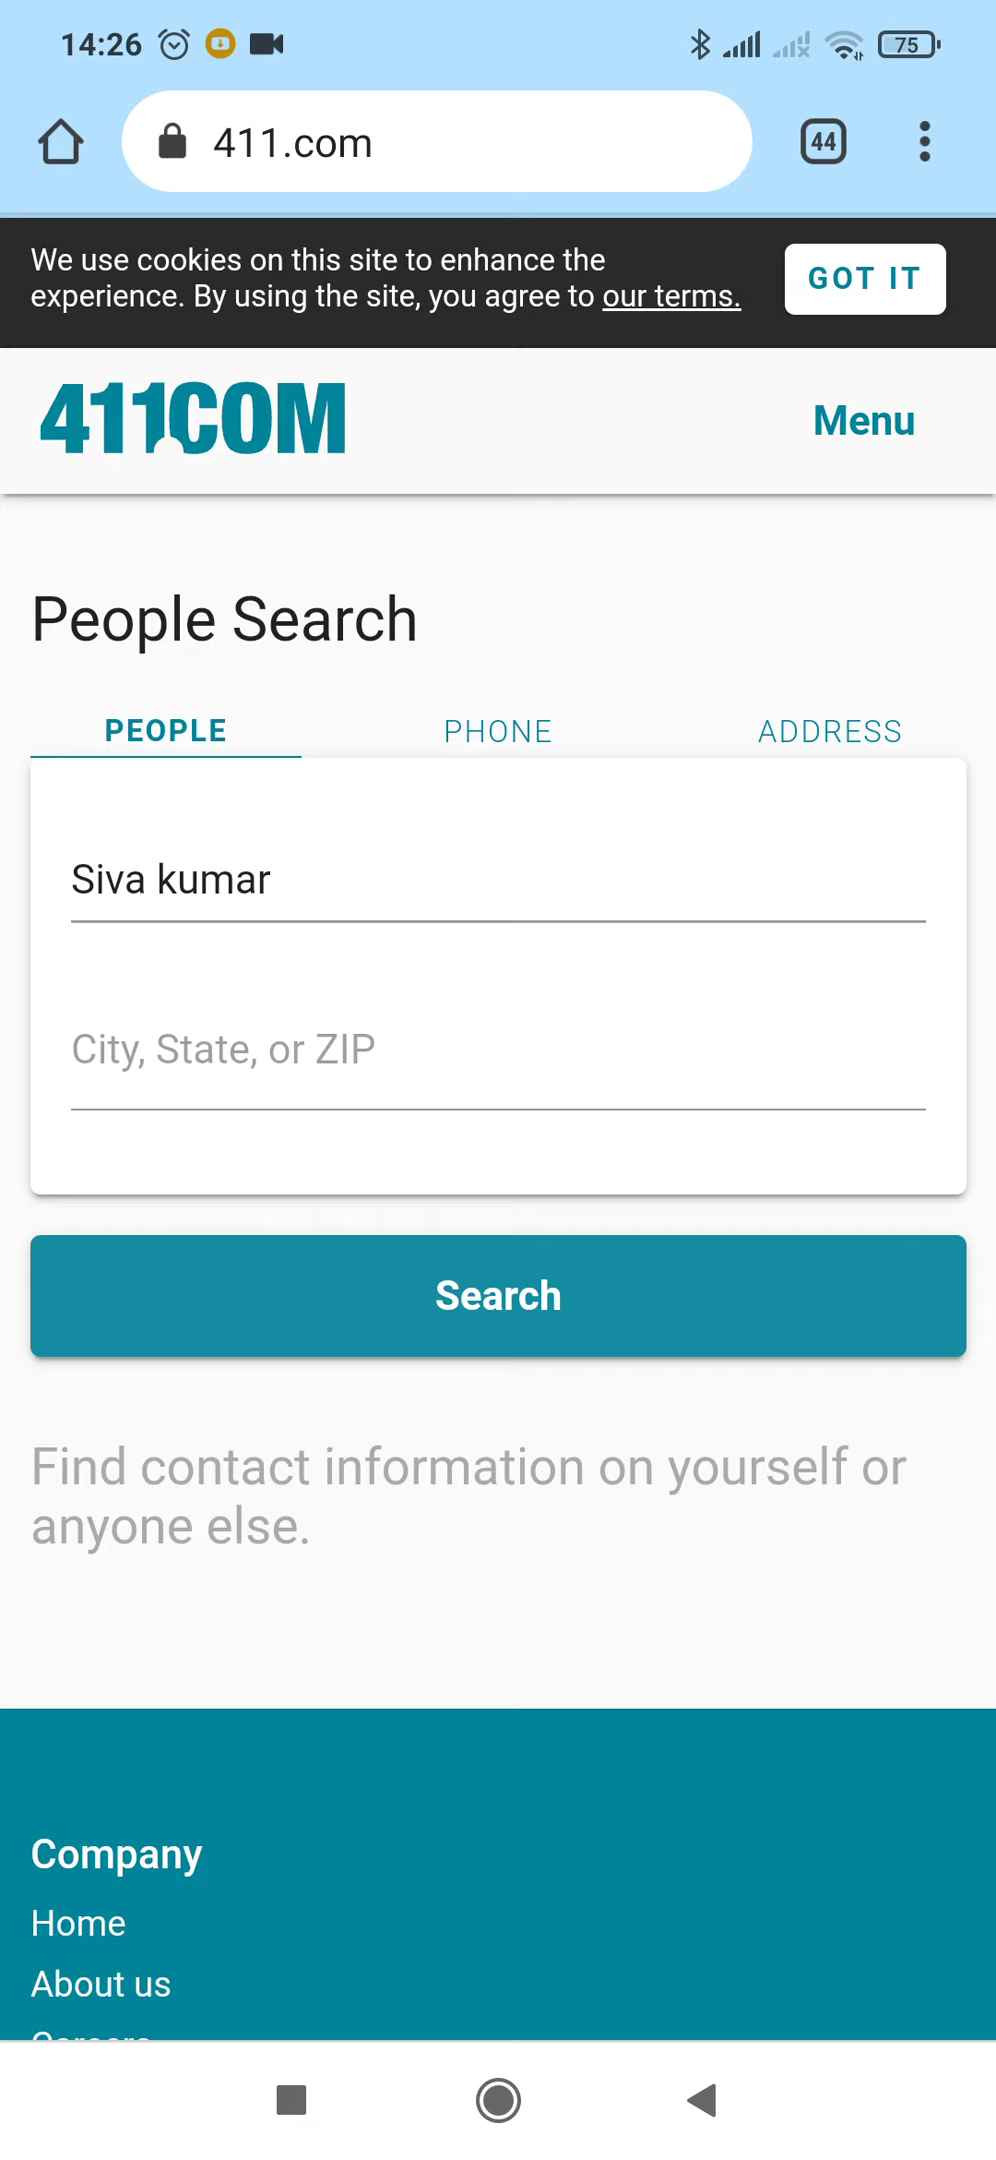 14:26
75
411.com
44
We use cookies on this site to enhance the
experience. By using the site, you agree to our terms.
GOT IT
411COM
Menu
People Search
PEOPLE
PHONE
ADDRESS
Siva kumar
City, State, or ZIP
Search
Find contact information on yourself or
anyone else.
Company
Home
About us